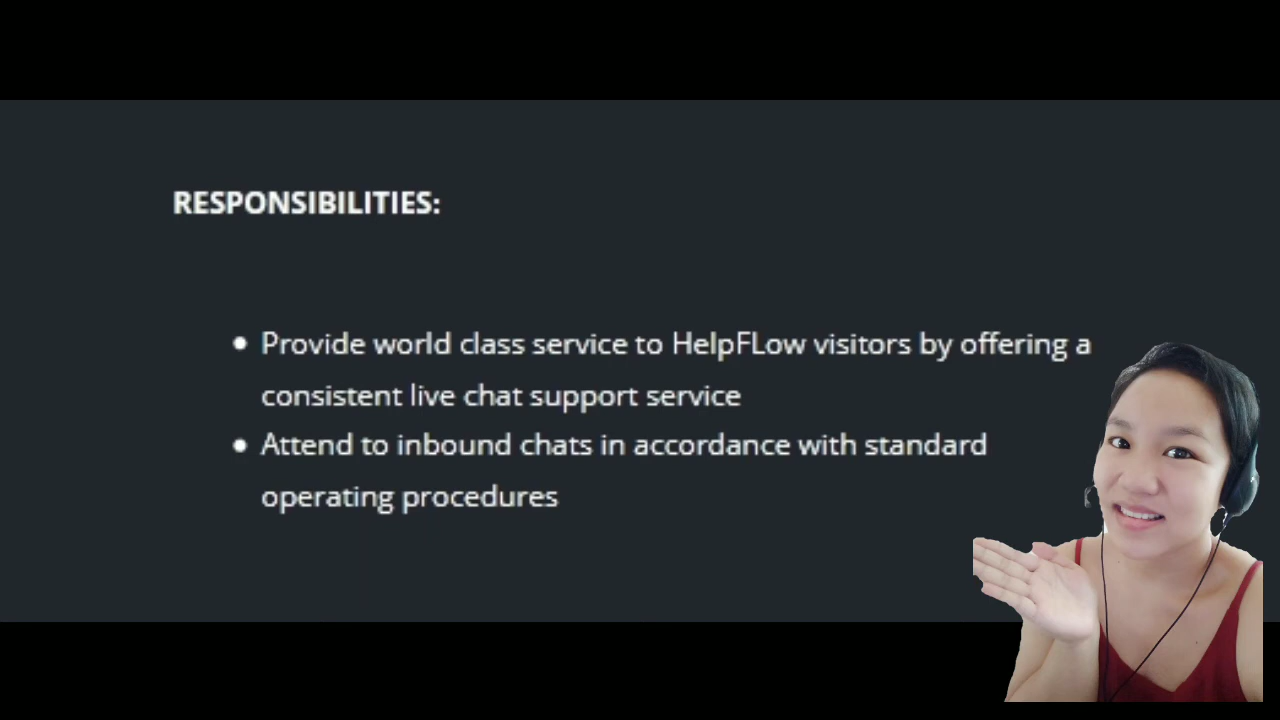 RESPONSIBILITIES:
• Provide world class service to HelpFLow visitors by offering a
consistent live chat support service
• Attend to inbound chats in accordance with standard
operating procedures